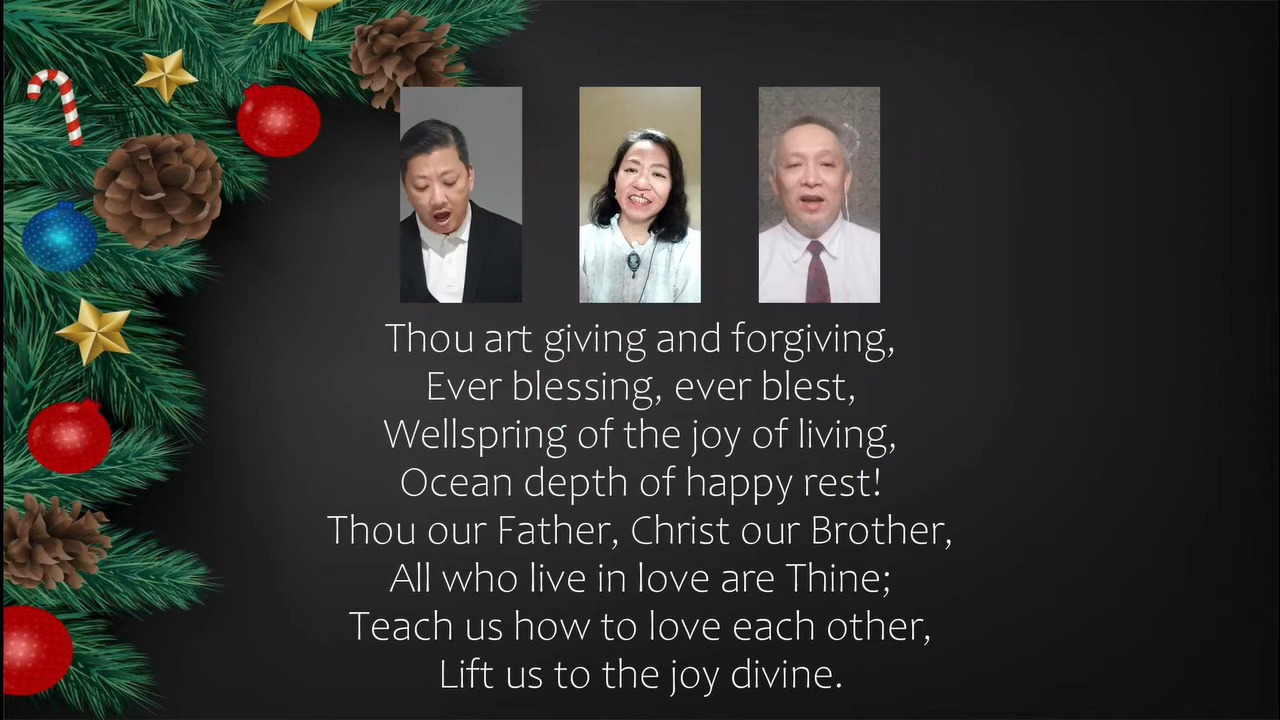 Thou art giving and forgiving,
Ever blessing, ever blest,
Wellspring of the joy of living,
Ocean depth of happy rest!
Thou our Father, Christ our Brother,
All who live in love are Thine;
Teach us how to love each other,
Lift us to the joy divine.